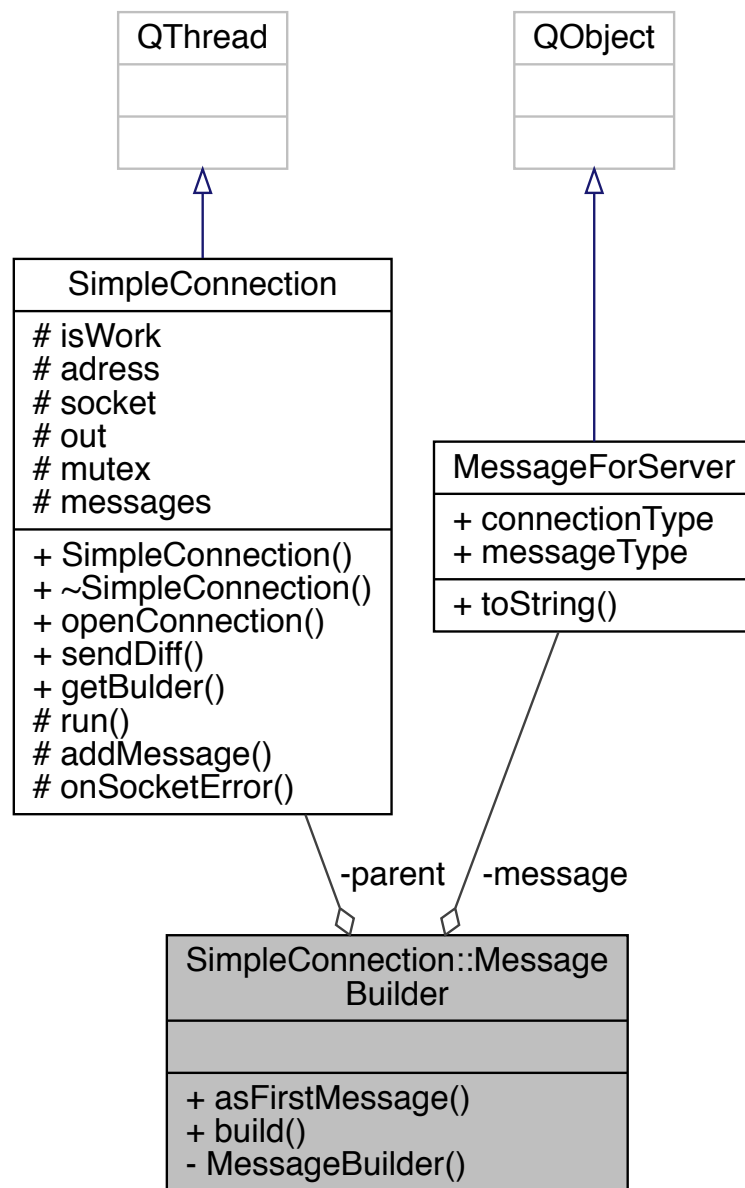 QThread
QObject
SimpleConnection
# isWork
# adress
# socket
# out
# mutex
# messages
+ SimpleConnection()
+ ~SimpleConnection()
+ openConnection()
+ sendDiff()
+ getBulder()
# run()
# addMessage()
# onSocketError()
MessageForServer
+ connectionType
+ messageType
+ toString()
-parent
-message
SimpleConnection::Message
Builder
+ asFirstMessage()
+ build()
- MessageBuilder()